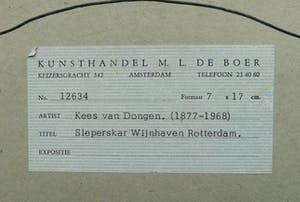 KUNSTHANDEL M. L. DE BOER
KEIZERSGRACHT 542 AMSTERDAM TELEFOON 23 40 60
No. 12634 Formaat 7 x 17 cm.
ARTIST Kees van Dongen. (1877-1968)
TITEL Sleperskar Wijnhaven Rotterdam.
EXPOSITIE